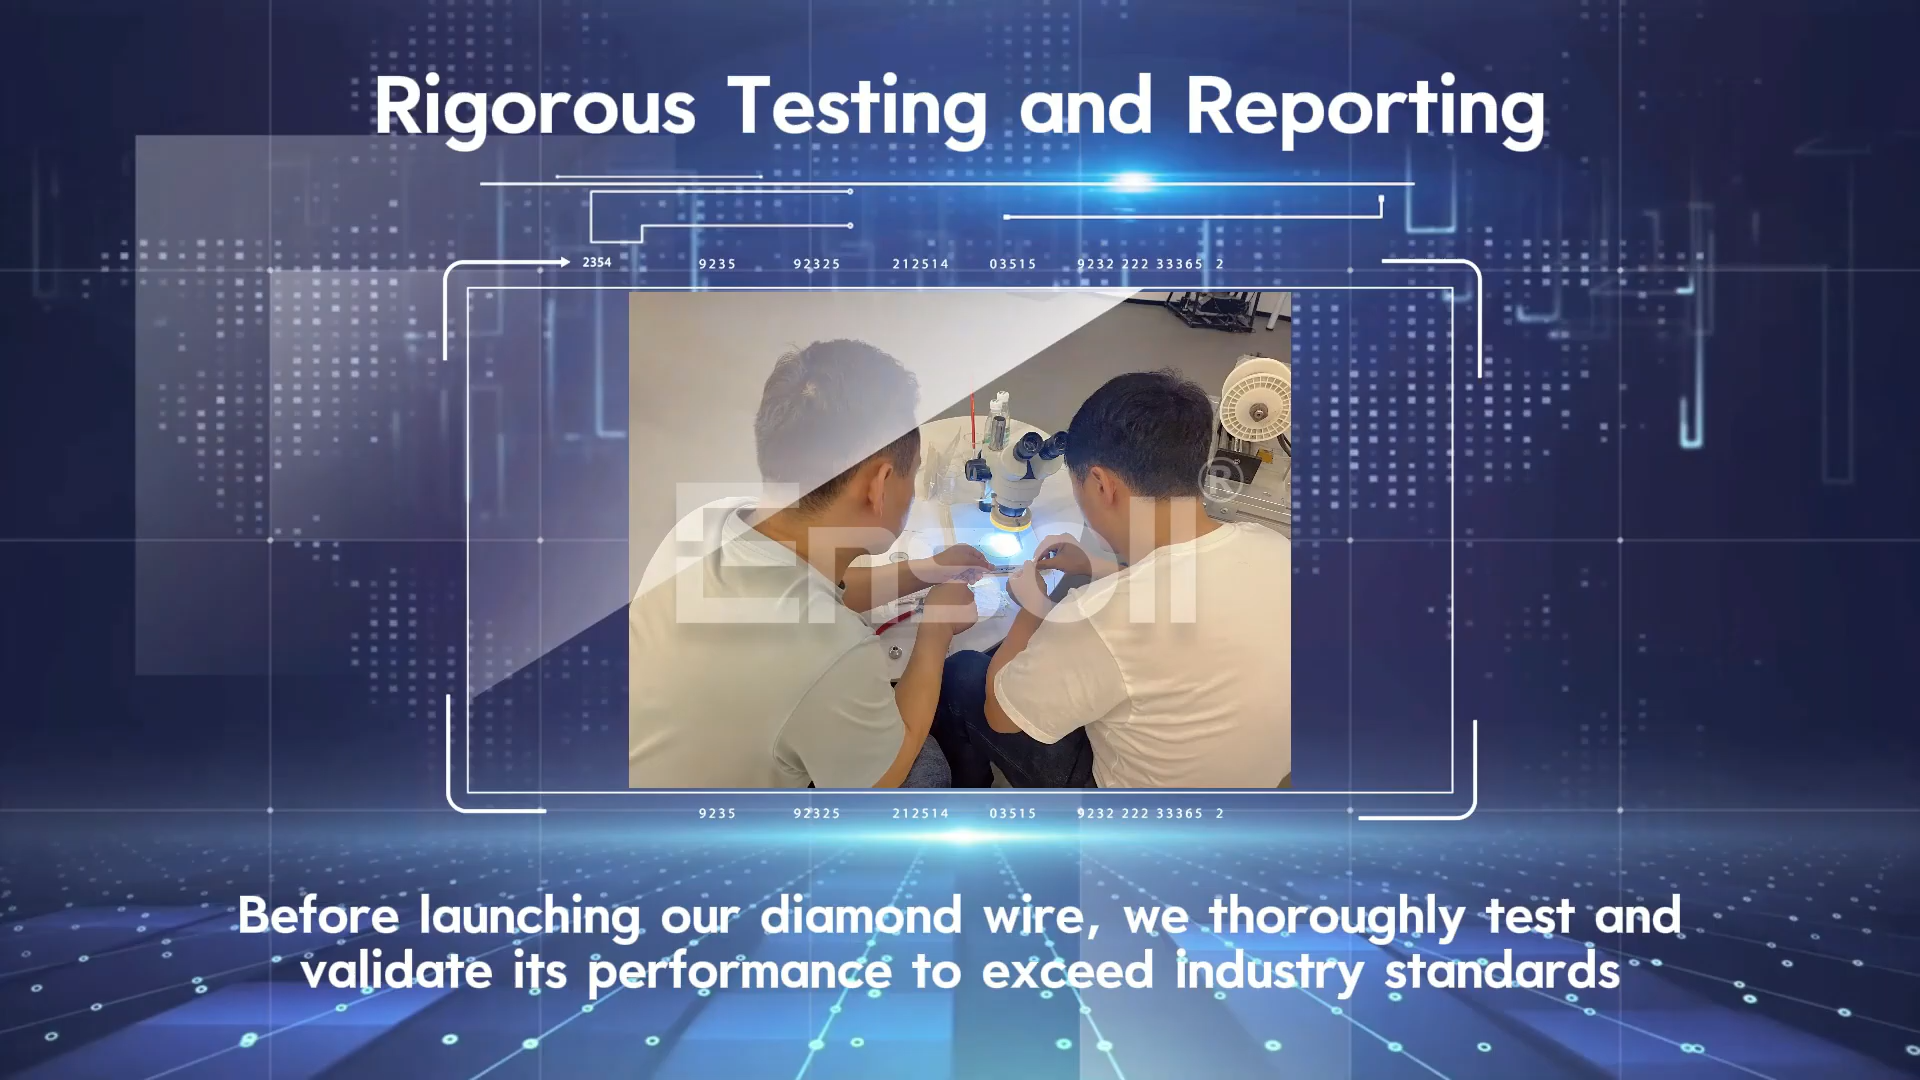 Rigorous Testing and Reporting
2354 9235 92325 212514 03515 9232 222 33365 2
Ensoll®
9235 92325 212514 03515 9232 222 33365 2
Before launching our diamond wire, we thoroughly test and
validate its performance to exceed industry standards